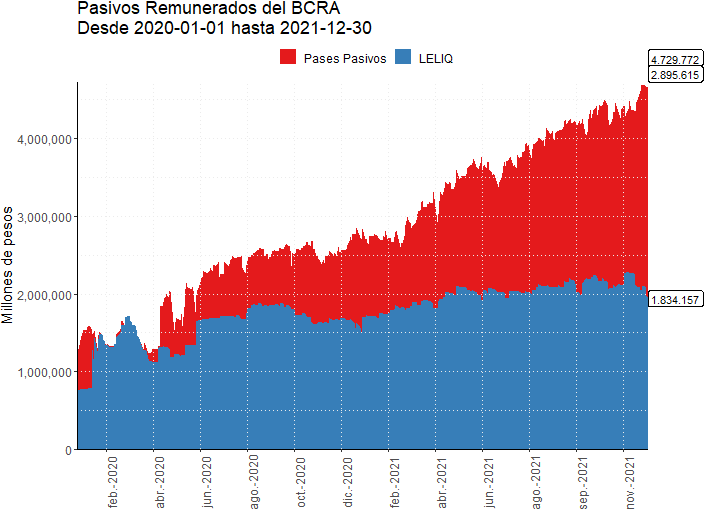 Pasivos Remunerados del BCRA
Desde 2020-01-01 hasta 2021-12-30
Pases Pasivos
LELIQ
4.729.772
2.895.615
1.834.157
Millones de pesos
4,000,000
3,000,000
2,000,000
1,000,000
0
feb.-2020
abr.-2020
jun.-2020
ago.-2020
oct.-2020
dic.-2020
feb.-2021
abr.-2021
jun.-2021
ago.-2021
sep.-2021
nov.-2021